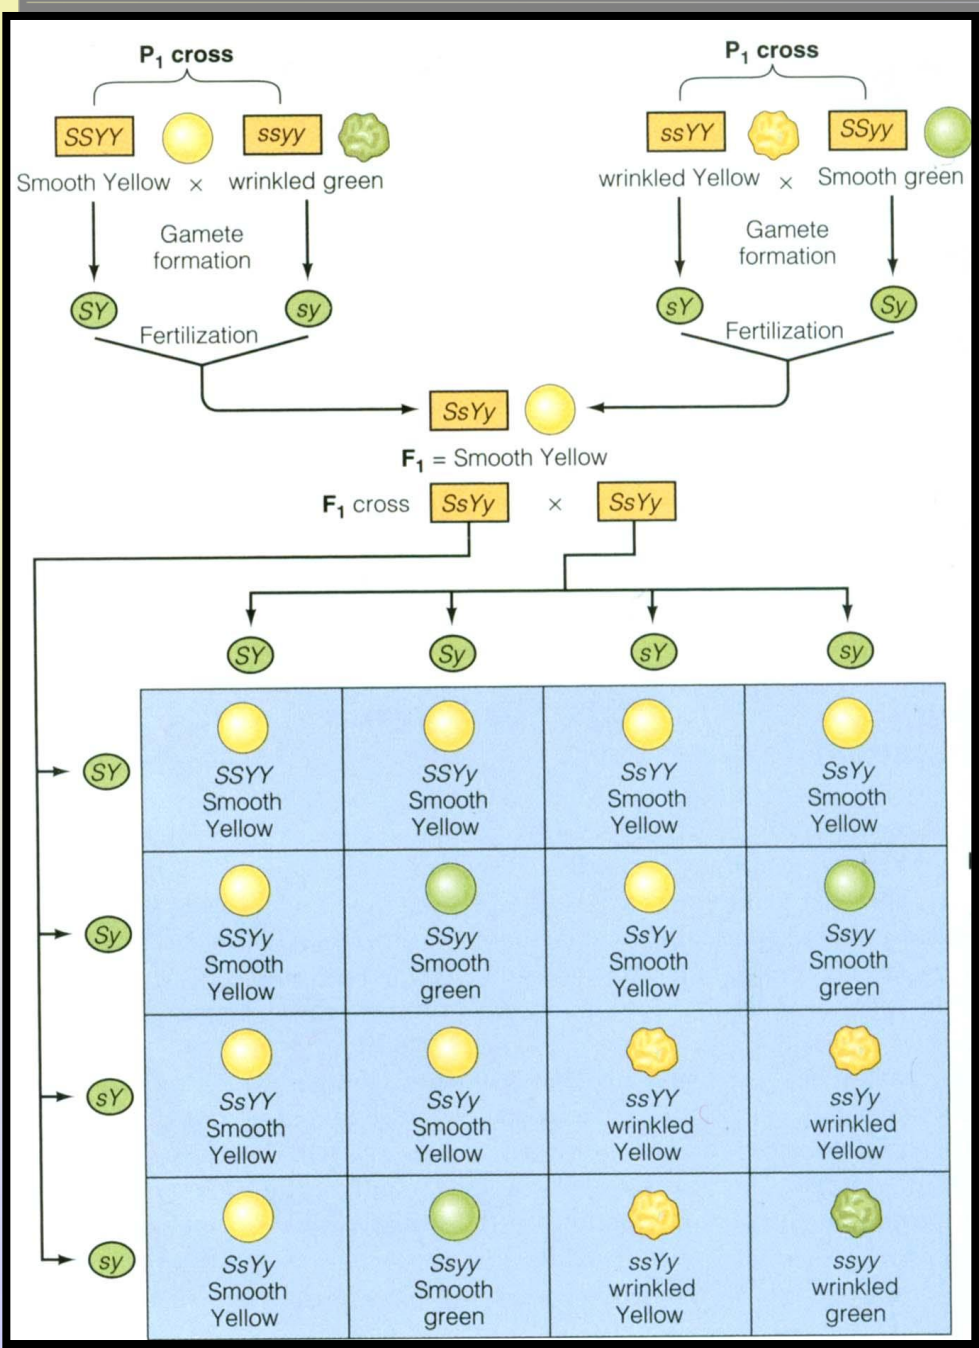 P1 cross
SSYY ssyy
Smooth Yellow × wrinkled green
Gamete
formation
SY sy
Fertilization
P1 cross
ssYY SSyy
wrinkled Yellow × Smooth green
Gamete
formation
sY Sy
Fertilization
SsYy
F1 = Smooth Yellow
F1 cross SsYy × SsYy
SY Sy sY sy
SY
SSYY SSYy SsYY SsYy
Smooth Smooth Smooth Smooth
Yellow Yellow Yellow Yellow
Sy
SSYy SSyy SsYy Ssyy
Smooth Smooth Smooth Smooth
Yellow green Yellow green
sY
SsYY SsYy ssYY ssYy
Smooth Smooth wrinkled wrinkled
Yellow Yellow Yellow Yellow
sy
SsYy Ssyy ssYy ssyy
Smooth Smooth wrinkled wrinkled
Yellow green Yellow green